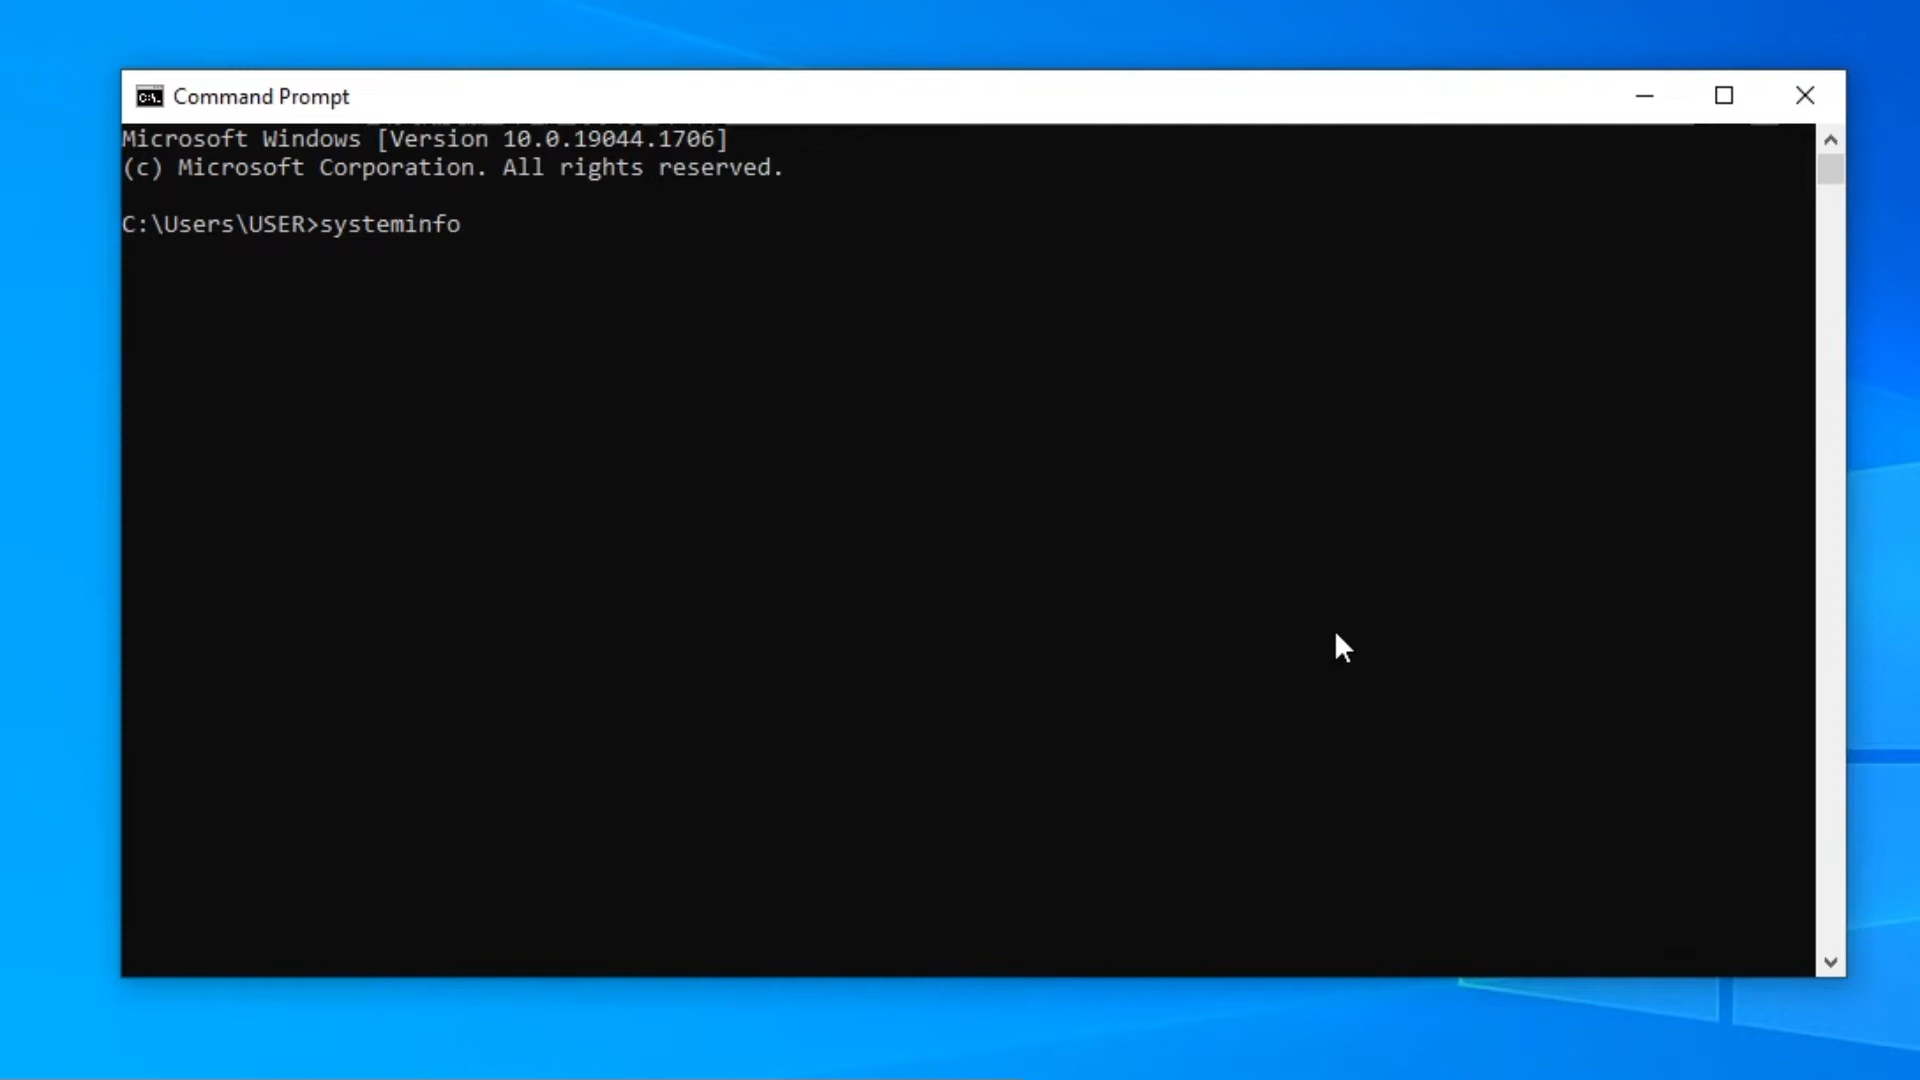 Command Prompt
Microsoft Windows [Version 10.0.19044.1706]
(c) Microsoft Corporation. All rights reserved.
C:\Users\USER>systeminfo